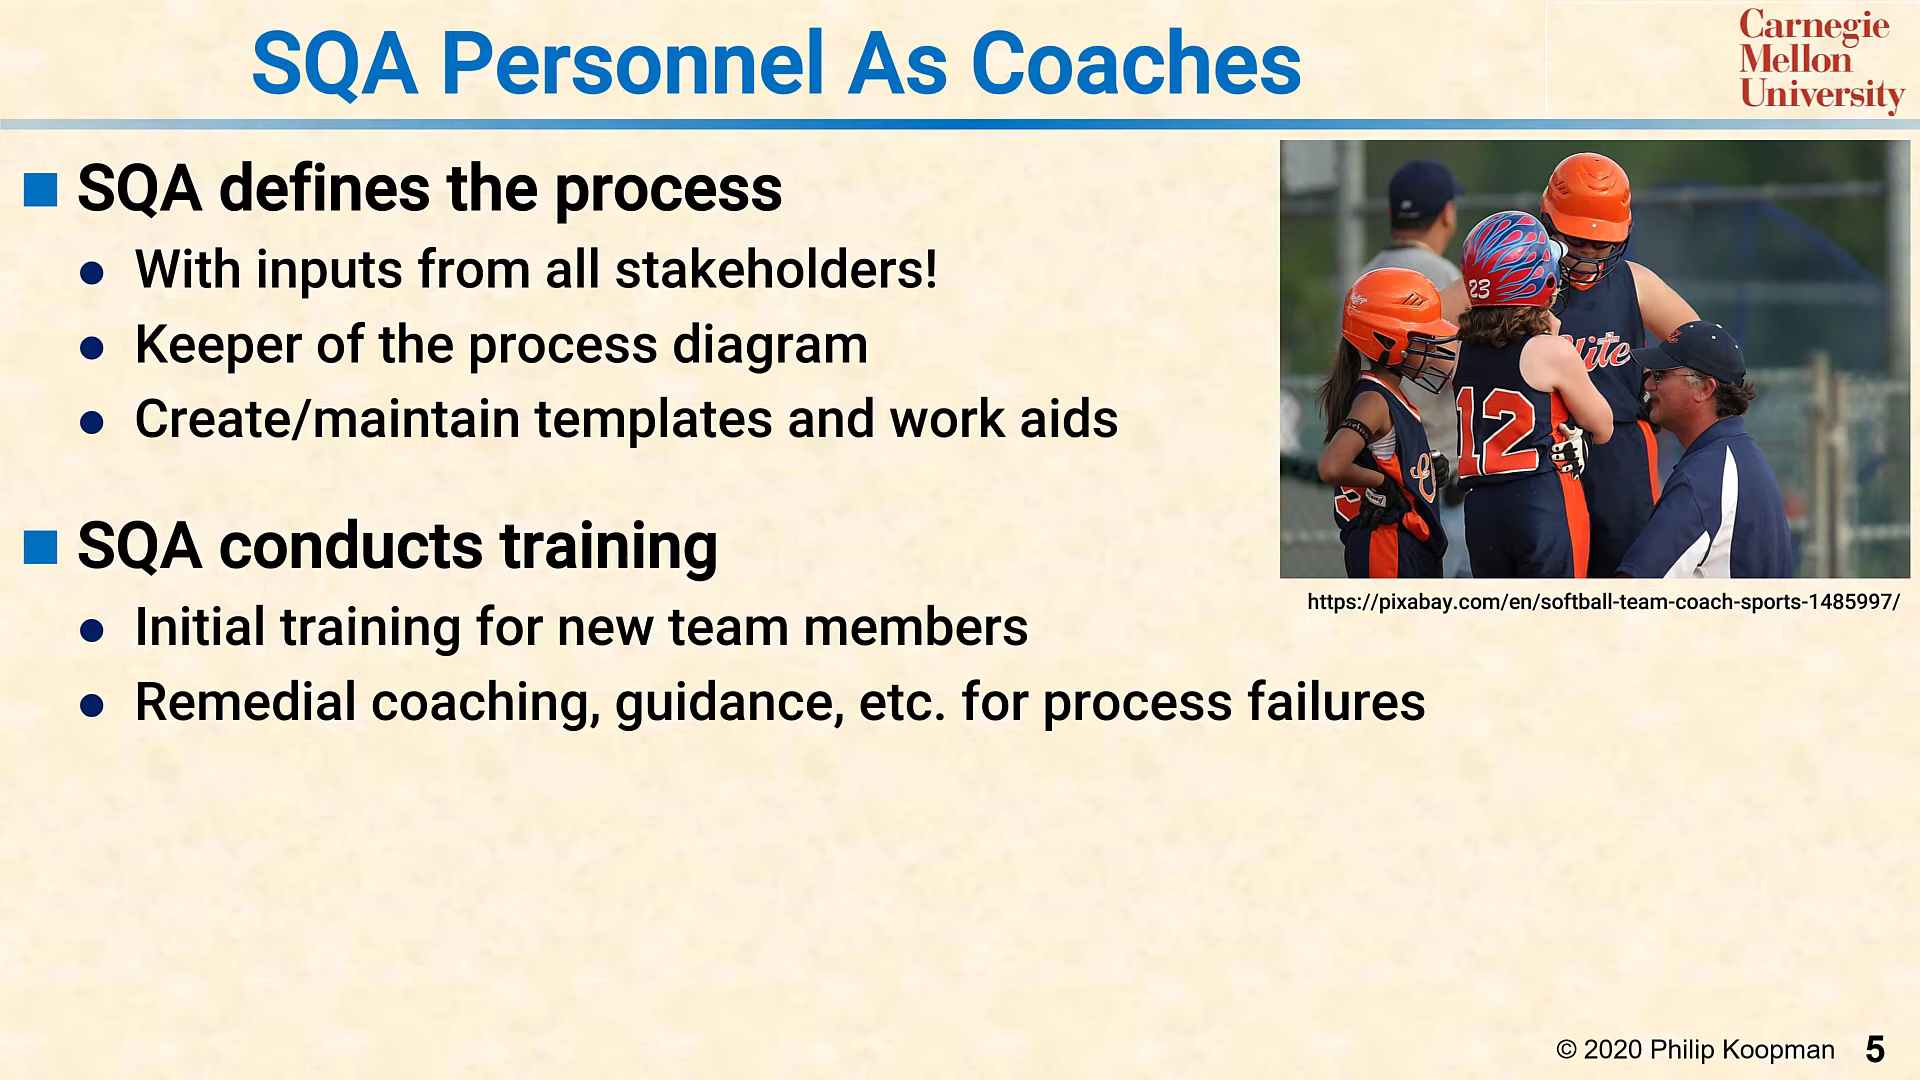 SQA Personnel As Coaches
Carnegie
Mellon
University
SQA defines the process
With inputs from all stakeholders!
Keeper of the process diagram
Create/maintain templates and work aids
SQA conducts training
Initial training for new team members
Remedial coaching, guidance, etc. for process failures
23
12
https://pixabay.com/en/softball-team-coach-sports-1485997/
© 2020 Philip Koopman 5